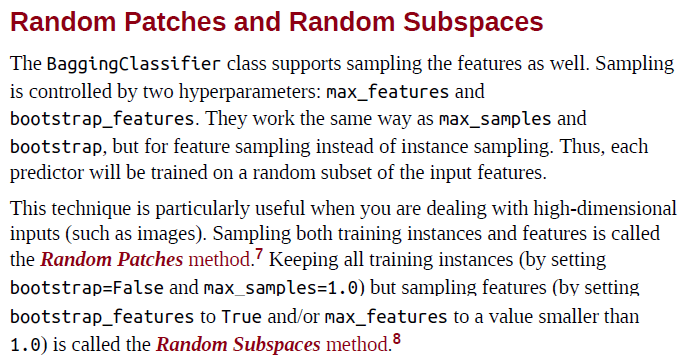 Random Patches and Random Subspaces
The BaggingClassifier class supports sampling the features as well. Sampling
is controlled by two hyperparameters: max_features and
bootstrap_features. They work the same way as max_samples and
bootstrap, but for feature sampling instead of instance sampling. Thus, each
predictor will be trained on a random subset of the input features.
This technique is particularly useful when you are dealing with high-dimensional
inputs (such as images). Sampling both training instances and features is called
the Random Patches method.7 Keeping all training instances (by setting
bootstrap=False and max_samples=1.0) but sampling features (by setting
bootstrap_features to True and/or max_features to a value smaller than
1.0) is called the Random Subspaces method.8